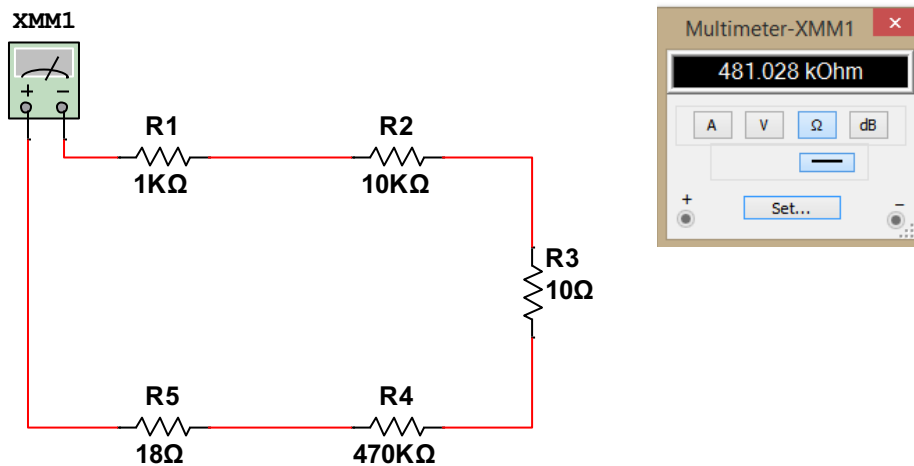 XMM1
+ −
R1
1KΩ
R2
10KΩ
R3
10Ω
R5
18Ω
R4
470KΩ
Multimeter-XMM1
×
481.028 kOhm
A V Ω dB
+ Set... −